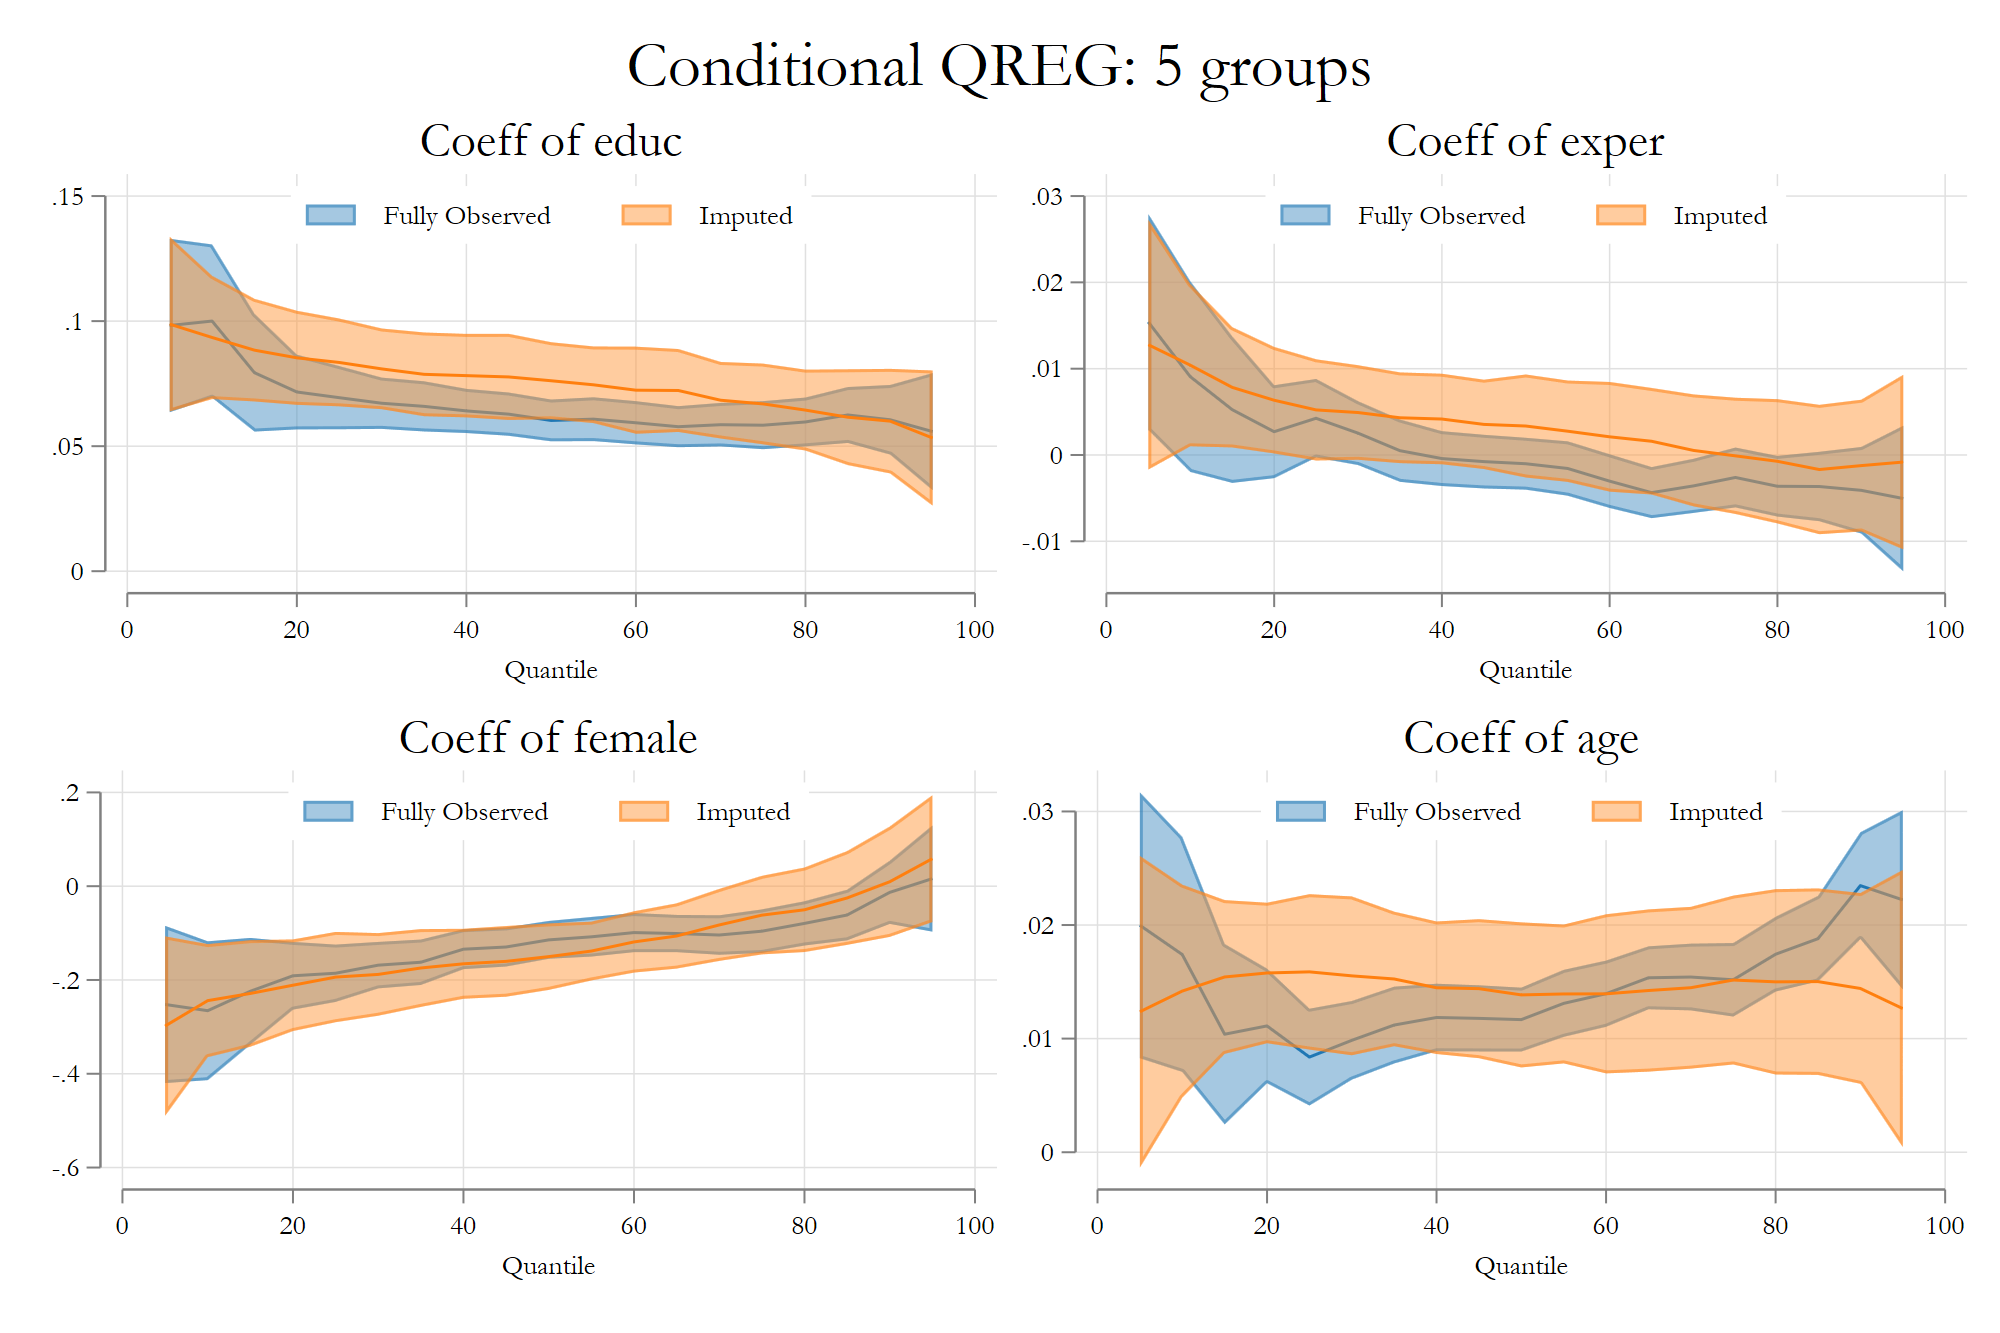 Conditional QREG: 5 groups
Coeff of educ
Fully Observed Imputed
.15
.1
.05
0
0 20 40 60 80 100
Quantile
Coeff of exper
Fully Observed Imputed
.03
.02
.01
0
-.01
0 20 40 60 80 100
Quantile
Coeff of female
Fully Observed Imputed
.2
0
-.2
-.4
-.6
0 20 40 60 80 100
Quantile
Coeff of age
Fully Observed Imputed
.03
.02
.01
0
0 20 40 60 80 100
Quantile